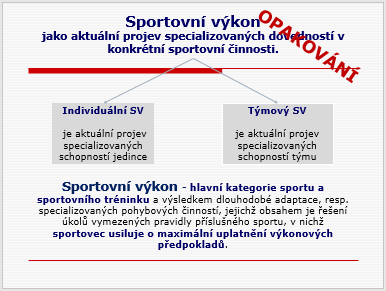 Sportovní výkon
jako aktuální projev specializovaných dovedností v
konkrétní sportovní činnosti.
OPAKOVÁNÍ
Individuální SV
je aktuální projev
specializovaných
schopností jedince
Týmový SV
je aktuální projev
specializovaných
schopností týmu
Sportovní výkon - hlavní kategorie sportu a
sportovního tréninku a výsledkem dlouhodobé adaptace, resp.
specializovaných pohybových činností, jejichž obsahem je řešení
úkolů vymezených pravidly příslušného sportu, v nichž
sportovec usiluje o maximální uplatnění výkonových
předpokladů.